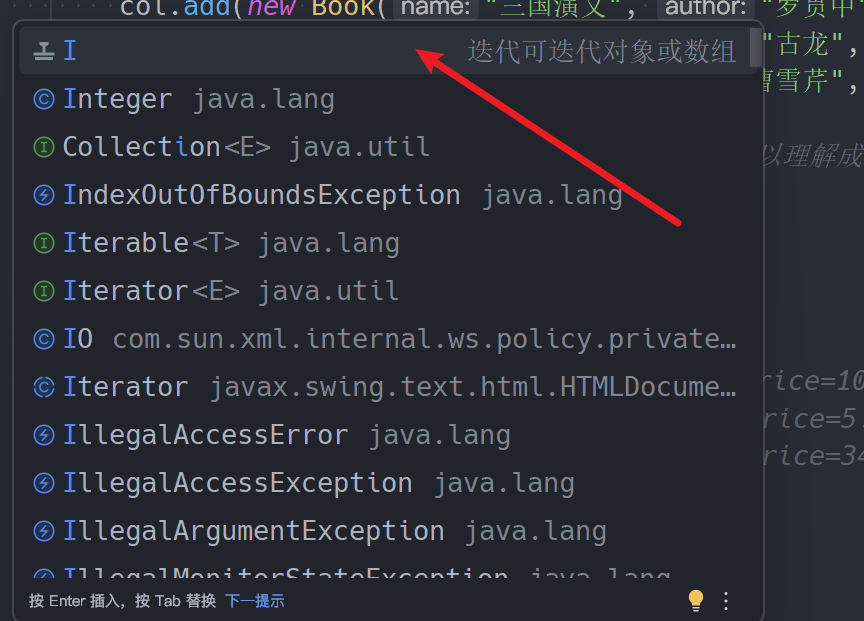 col.add(new Book( name: "三国演义", author: "罗贯中"
I 迭代可迭代对象或数组
"古龙",
Integer java.lang
曹雪芹",
Collection<E> java.util
以理解成
IndexOutOfBoundsException java.lang
Iterable<T> java.lang
Iterator<E> java.util
IO com.sun.xml.internal.ws.policy.private…
Iterator javax.swing.text.html.HTMLDocume…
rice=10
IllegalAccessError java.lang
rice=5
IllegalAccessException java.lang
rice=34
IllegalArgumentException java.lang
IllegalMonitorStateException java.lang
按 Enter 插入，按 Tab 替换 下一提示